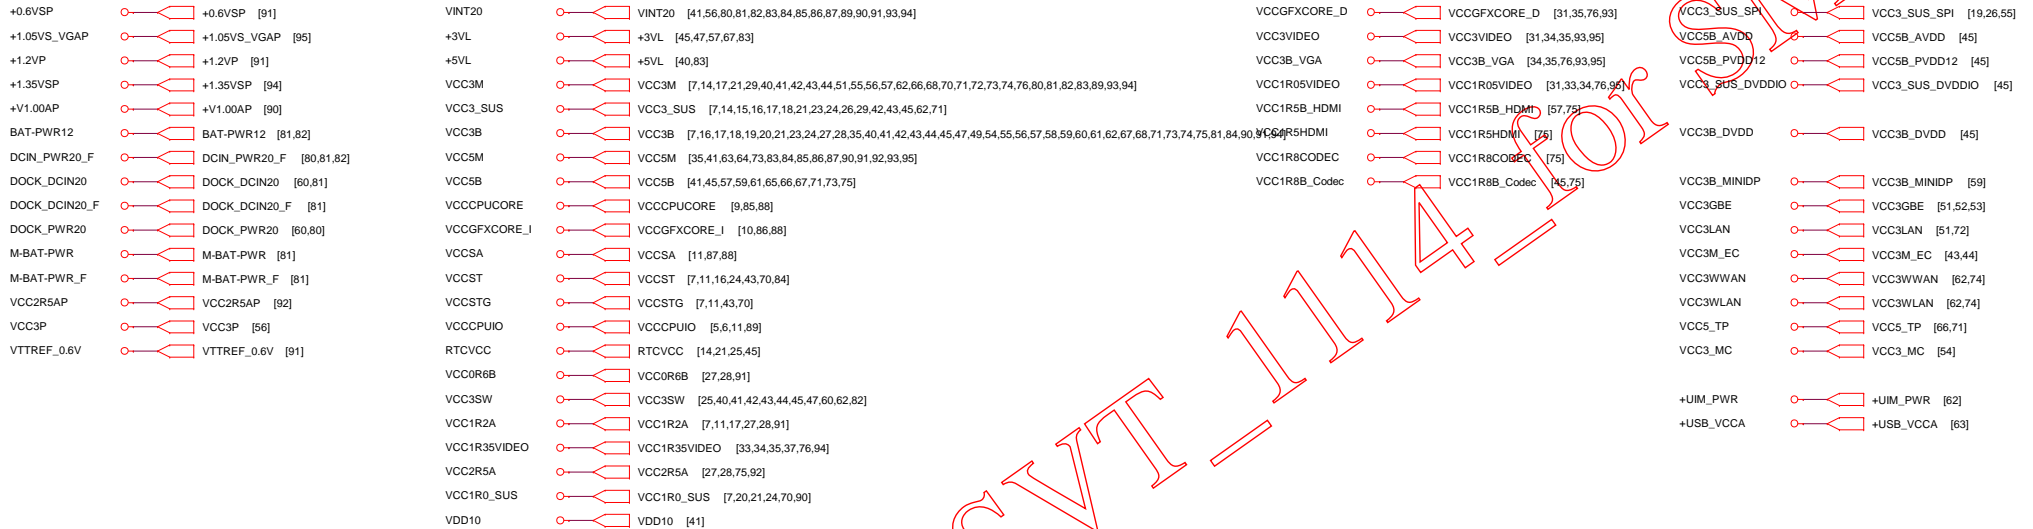 +0.6VSP +0.6VSP [91]
+1.05VS_VGAP +1.05VS_VGAP [95]
+1.2VP +1.2VP [91]
+1.35VSP +1.35VSP [94]
+V1.00AP +V1.00AP [90]
BAT-PWR12 BAT-PWR12 [81,82]
DCIN_PWR20_F DCIN_PWR20_F [80,81,82]
DOCK_DCIN20 DOCK_DCIN20 [60,81]
DOCK_DCIN20_F DOCK_DCIN20_F [81]
DOCK_PWR20 DOCK_PWR20 [60,80]
M-BAT-PWR M-BAT-PWR [81]
M-BAT-PWR_F M-BAT-PWR_F [81]
VCC2R5AP VCC2R5AP [92]
VCC3P VCC3P [56]
VTTREF_0.6V VTTREF_0.6V [91]
VINT20 VINT20 [41,56,80,81,82,83,84,85,86,87,89,90,91,93,94]
+3VL +3VL [45,47,57,67,83]
+5VL +5VL [40,83]
VCC3M VCC3M [7,14,17,21,29,40,41,42,43,44,51,55,56,57,62,66,68,70,71,72,73,74,76,80,81,82,83,89,93,94]
VCC3_SUS VCC3_SUS [7,14,15,16,17,18,21,23,24,26,29,42,43,45,62,71]
VCC3B VCC3B [7,16,17,18,19,20,21,23,24,27,28,35,40,41,42,43,44,45,47,49,54,55,56,57,58,59,60,61,62,67,68,71,73,74,75,81,84,90,91,94]
VCC5M VCC5M [35,41,63,64,73,83,84,85,86,87,90,91,92,93,95]
VCC5B VCC5B [41,45,57,59,61,65,66,67,71,73,75]
VCCCPUCORE VCCCPUCORE [9,85,88]
VCCGFXCORE_I VCCGFXCORE_I [10,86,88]
VCCSA VCCSA [11,87,88]
VCCST VCCST [7,11,16,24,43,70,84]
VCCSTG VCCSTG [7,11,43,70]
VCCCPUIO VCCCPUIO [5,6,11,89]
RTCVCC RTCVCC [14,21,25,45]
VCC0R6B VCC0R6B [27,28,91]
VCC3SW VCC3SW [25,40,41,42,43,44,45,47,60,62,82]
VCC1R2A VCC1R2A [7,11,17,27,28,91]
VCC1R35VIDEO VCC1R35VIDEO [33,34,35,37,76,94]
VCC2R5A VCC2R5A [27,28,75,92]
VCC1R0_SUS VCC1R0_SUS [7,20,21,24,70,90]
VDD10 VDD10 [41]
VCCGFXCORE_D VCCGFXCORE_D [31,35,76,93]
VCC3VIDEO VCC3VIDEO [31,34,35,93,95]
VCC3B_VGA VCC3B_VGA [34,35,76,93,95]
VCC1R05VIDEO VCC1R05VIDEO [31,33,34,76,95]
VCC1R5B_HDMI VCC1R5B_HDMI [57,75]
VCC1R5HDMI VCC1R5HDMI [75]
VCC1R8CODEC VCC1R8CODEC [75]
VCC1R8B_Codec VCC1R8B_Codec [45,75]
VCC3_SUS_SPI VCC3_SUS_SPI [19,26,55]
VCC5B_AVDD VCC5B_AVDD [45]
VCC5B_PVDD12 VCC5B_PVDD12 [45]
VCC3_SUS_DVDDIO VCC3_SUS_DVDDIO [45]
VCC3B_DVDD VCC3B_DVDD [45]
VCC3B_MINIDP VCC3B_MINIDP [59]
VCC3GBE VCC3GBE [51,52,53]
VCC3LAN VCC3LAN [51,72]
VCC3M_EC VCC3M_EC [43,44]
VCC3WWAN VCC3WWAN [62,74]
VCC3WLAN VCC3WLAN [62,74]
VCC5_TP VCC5_TP [66,71]
VCC3_MC VCC3_MC [54]
+UIM_PWR +UIM_PWR [62]
+USB_VCCA +USB_VCCA [63]
_1114_for